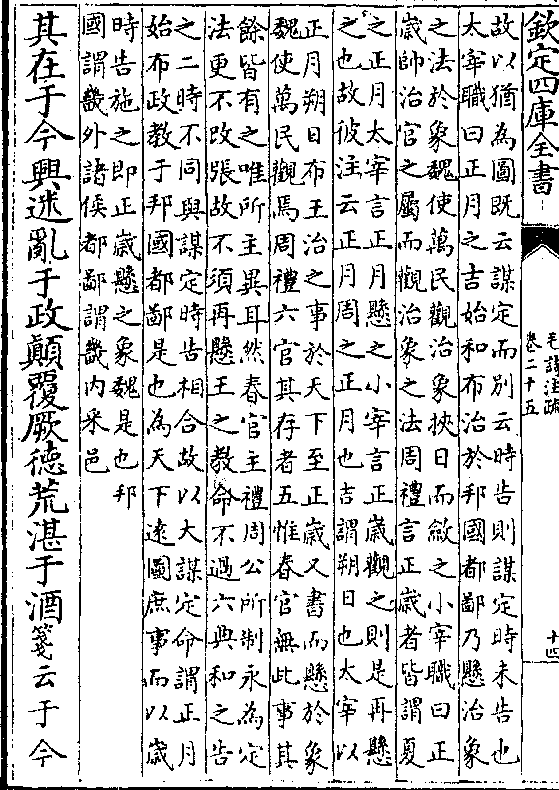 欽定四庫全書
毛詩注疏
卷二十五
十四
故以猶為圖既云謀定而別云時告則謀定時未告也
太宰職曰正月之吉始和布治於邦國都鄙乃懸治象
之法於象魏使萬民觀治象挾日而斂之小宰職曰正
歲帥治官之屬而觀治象之法周禮言正歲者皆謂夏
之正月太宰言正月懸之小宰言正歲觀之則是再懸
之也故彼注云正月周之正月也吉謂朔日也太宰以
正月朔日布王治之事於天下至正歲又書而懸於象
魏使萬民觀焉周禮六官其存者五惟春官無此事其
餘皆有之唯所主異耳然春官主禮周公所制永為定
法更不改張故不須再懸王之教命不過六典和之告
之二時不同與謀定時告相合故以大謀定命謂正月
始布政教于邦國都鄙是也為天下遠圖庶事而以歲
時告施之即正歲懸之象魏是也邦
國謂畿外諸侯都鄙謂畿內采邑
其在于今興迷亂于政顛覆厥德荒湛于酒箋云于今